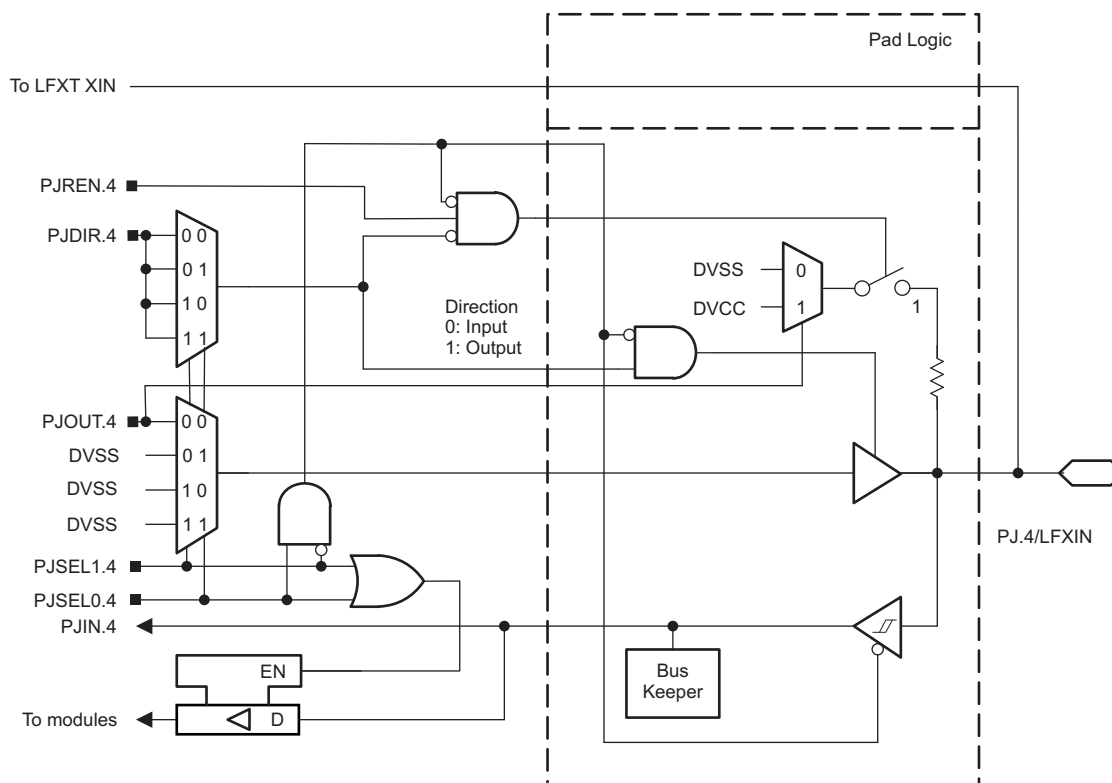 Pad Logic
To LFXT XIN
PJREN.4
PJDIR.4
0 0
0 1
1 0
1 1
Direction
0: Input
1: Output
DVSS
0
DVCC
1
1
PJOUT.4
0 0
DVSS
0 1
DVSS
1 0
DVSS
1 1
PJ.4/LFXIN
PJSEL1.4
PJSEL0.4
PJIN.4
EN
Bus
Keeper
To modules
D